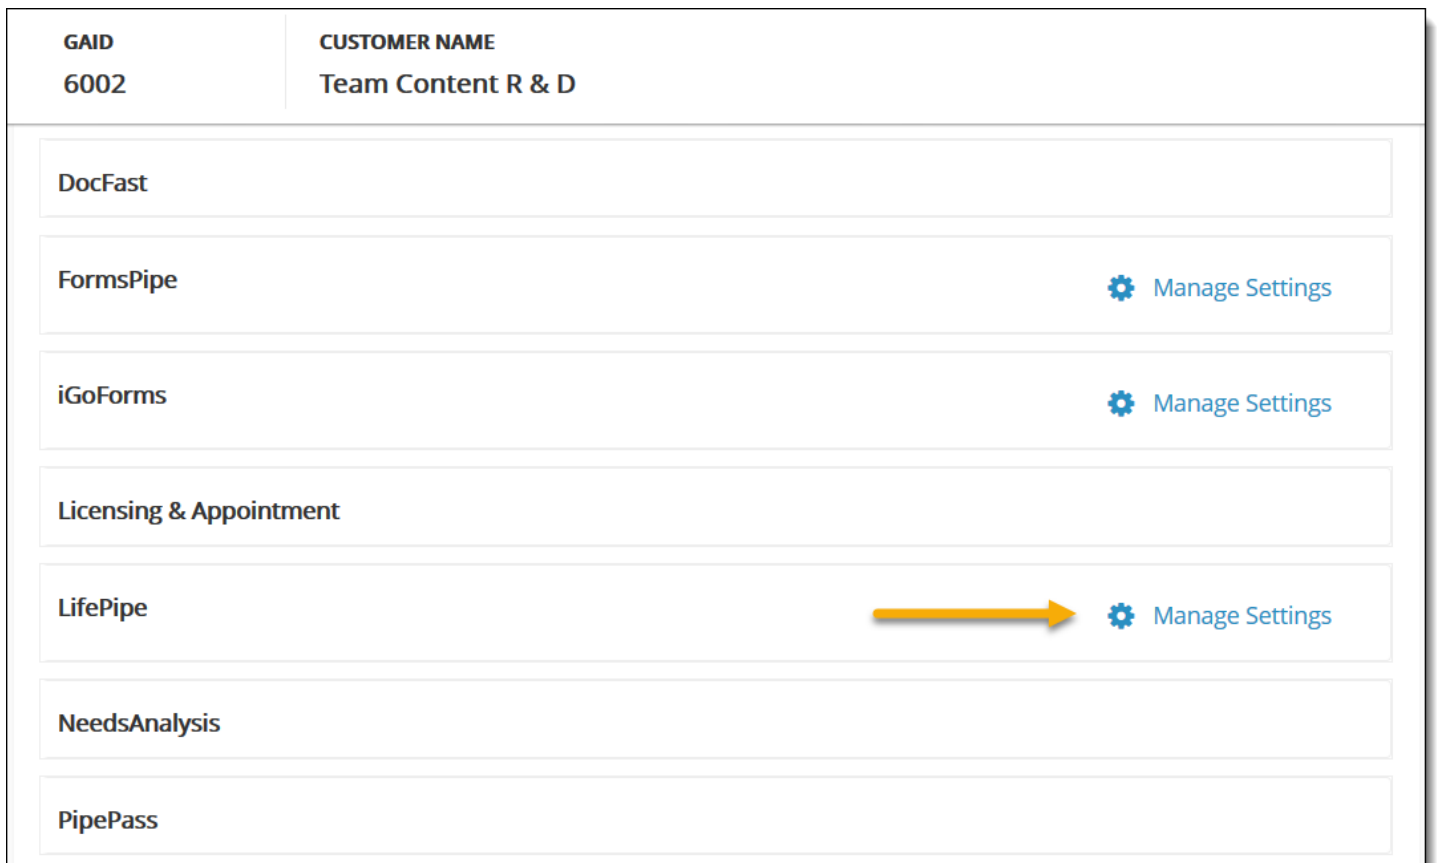 GAID
CUSTOMER NAME
6002
Team Content R & D
DocFast
FormsPipe
Manage Settings
iGoForms
Manage Settings
Licensing & Appointment
LifePipe
Manage Settings
NeedsAnalysis
PipePass